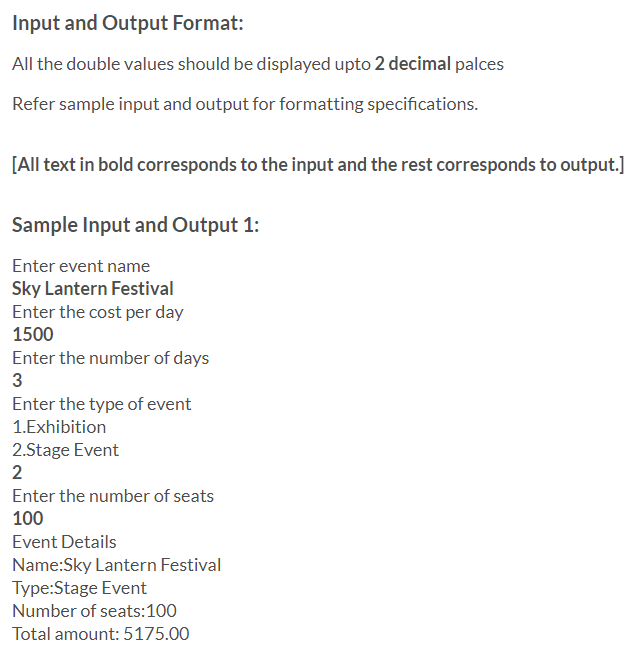 Input and Output Format:
All the double values should be displayed upto 2 decimal palces
Refer sample input and output for formatting specifications.
[All text in bold corresponds to the input and the rest corresponds to output.]
Sample Input and Output 1:
Enter event name
Sky Lantern Festival
Enter the cost per day
1500
Enter the number of days
3
Enter the type of event
1.Exhibition
2.Stage Event
2
Enter the number of seats
100
Event Details
Name:Sky Lantern Festival
Type:Stage Event
Number of seats:100
Total amount: 5175.00